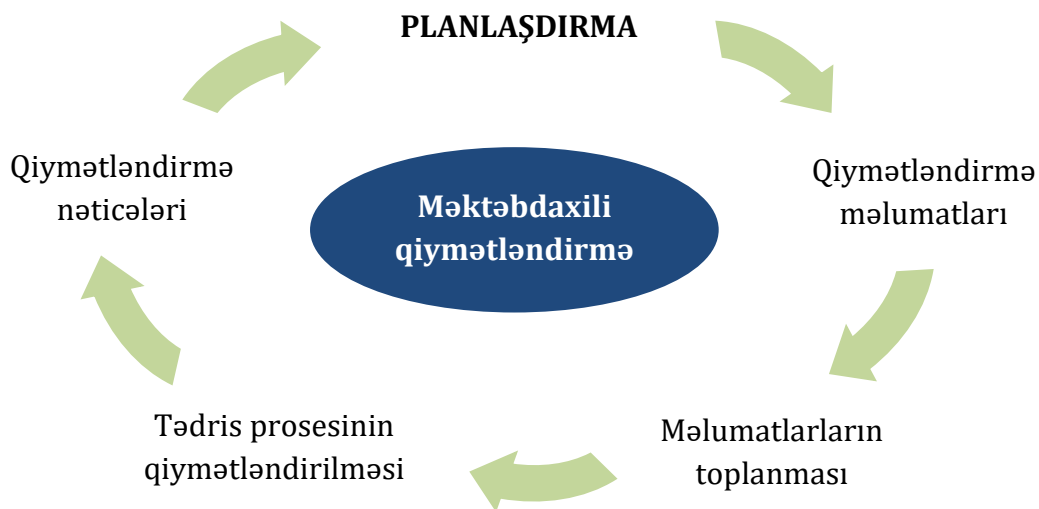 PLANLAŞDIRMA
Qiymətləndirmə
məlumatları
Məlumatlarların
toplanması
Tədris prosesinin
qiymətləndirilməsi
Qiymətləndirmə
nəticələri
Məktəbdaxili
qiymətləndirmə